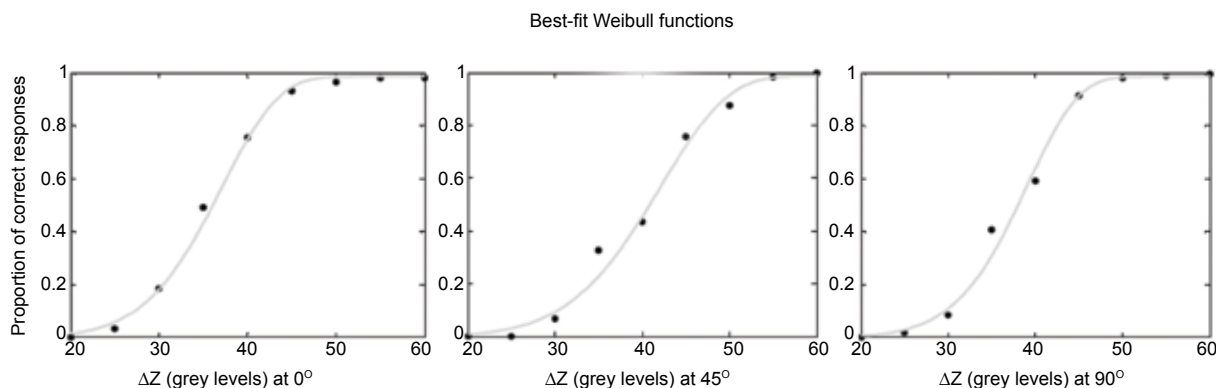 Best-fit Weibull functions
Proportion of correct responses
1
0.8
0.6
0.4
0.2
0
20 30 40 50 60
ΔZ (grey levels) at 0°
1
0.8
0.6
0.4
0.2
0
20 30 40 50 60
ΔZ (grey levels) at 45°
1
0.8
0.6
0.4
0.2
0
20 30 40 50 60
ΔZ (grey levels) at 90°